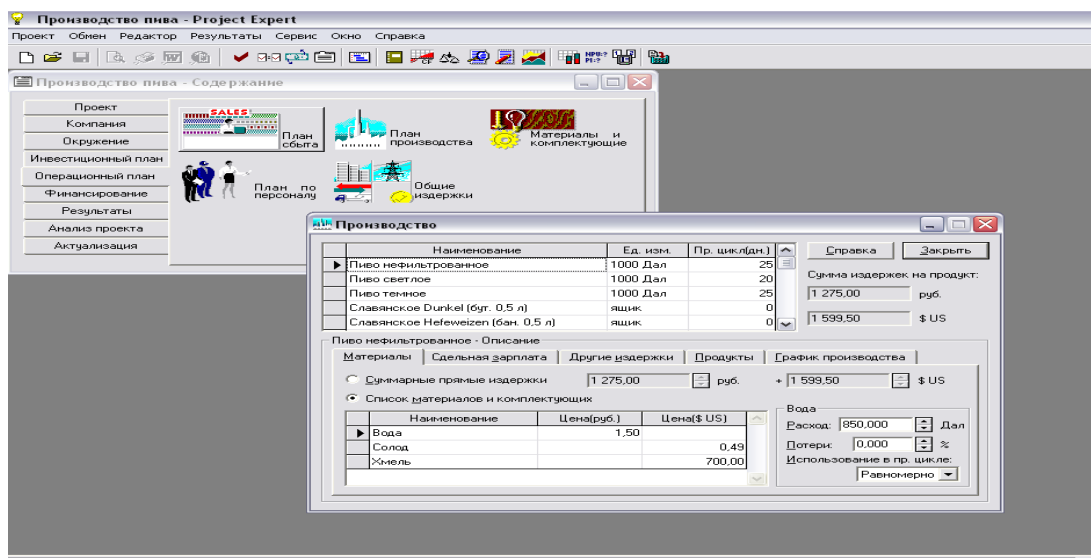 Производство пива - Project Expert
Проект Обмен Редактор Результаты Сервис Окно Справка
Производство пива - Содержание
Проект
Компания
Окружение
Инвестиционный план
Операционный план
Финансирование
Результаты
Анализ проекта
Актуализация
SALES
План сбыта
План производства
Материалы и комплектующие
План по персоналу
Общие издержки
Производство
Наименование Ед. изм. Пр. цикл(дн.)
Пиво нефильтрованное 1000 Дал 25
Пиво светлое 1000 Дал 20
Пиво темное 1000 Дал 25
Славянское Dunkel (бут. 0,5 л) ящик 0
Славянское Hefeweizen (бан. 0,5 л) ящик 0
Справка Закрыть
Сумма издержек на продукт:
1 275,00 руб.
1 599,50 $ US
Пиво нефильтрованное - Описание
Материалы Сдельная зарплата Другие издержки Продукты График производства
Суммарные прямые издержки 1 275,00 руб. + 1 599,50 $ US
Список материалов и комплектующих
Наименование Цена(руб.) Цена($ US)
Вода 1,50
Солод 0,49
Хмель 700,00
Вода
Расход: 850,000 Дал
Потери: 0,000 %
Использование в пр. цикле:
Равномерно